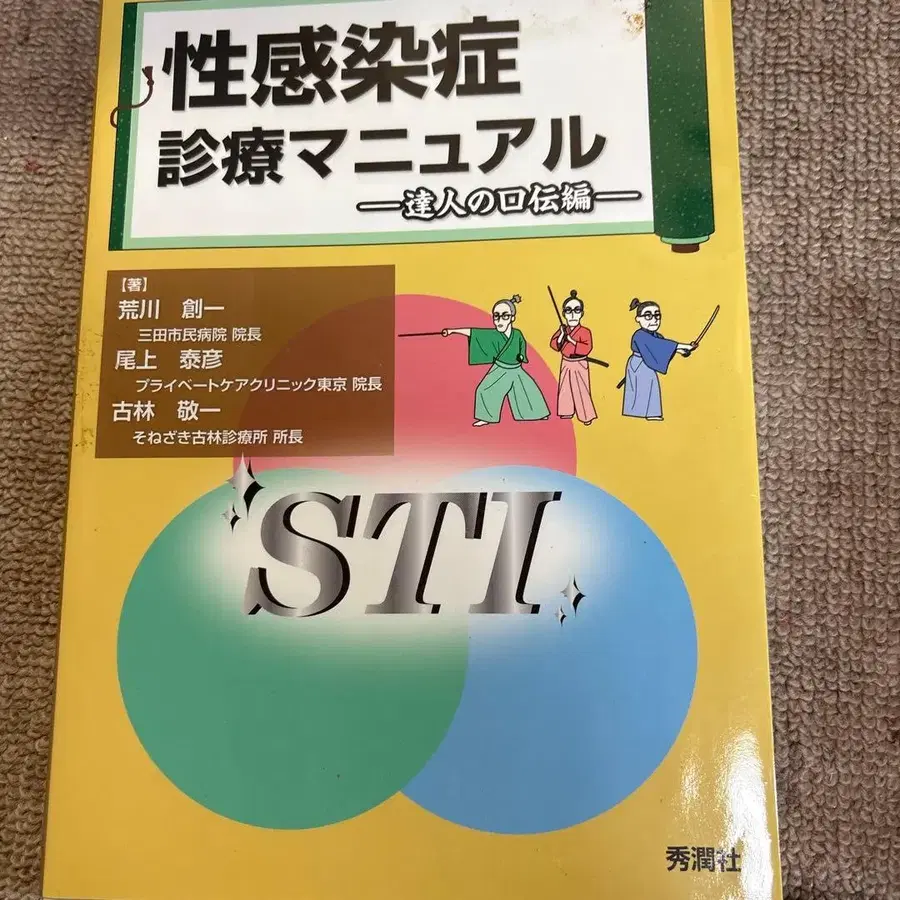 性感染症
診療マニュアル
―達人の口伝編―
【著】
荒川 創一
三田市民病院 院長
尾上 泰彦
プライベートケアクリニック東京 院長
古林 敬一
そねざき古林診療所 所長
STI
秀潤社